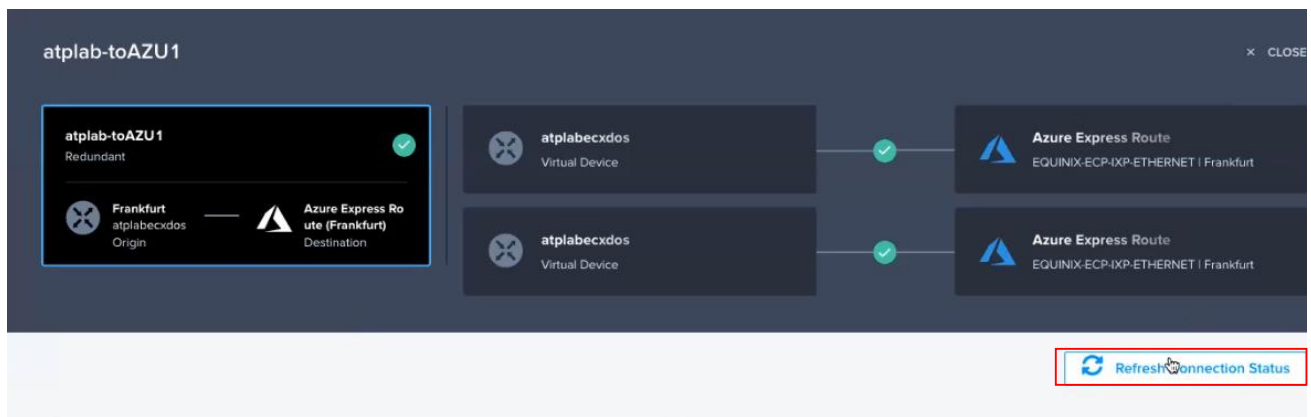 atplab-toAZU1
× CLOSE
atplab-toAZU1
Redundant
Frankfurt
atplabecxdos
Origin
Azure Express Ro
ute (Frankfurt)
Destination
atplabecxdos
Virtual Device
Azure Express Route
EQUINIX-ECP-IXP-ETHERNET | Frankfurt
atplabecxdos
Virtual Device
Azure Express Route
EQUINIX-ECP-IXP-ETHERNET | Frankfurt
Refresh Connection Status